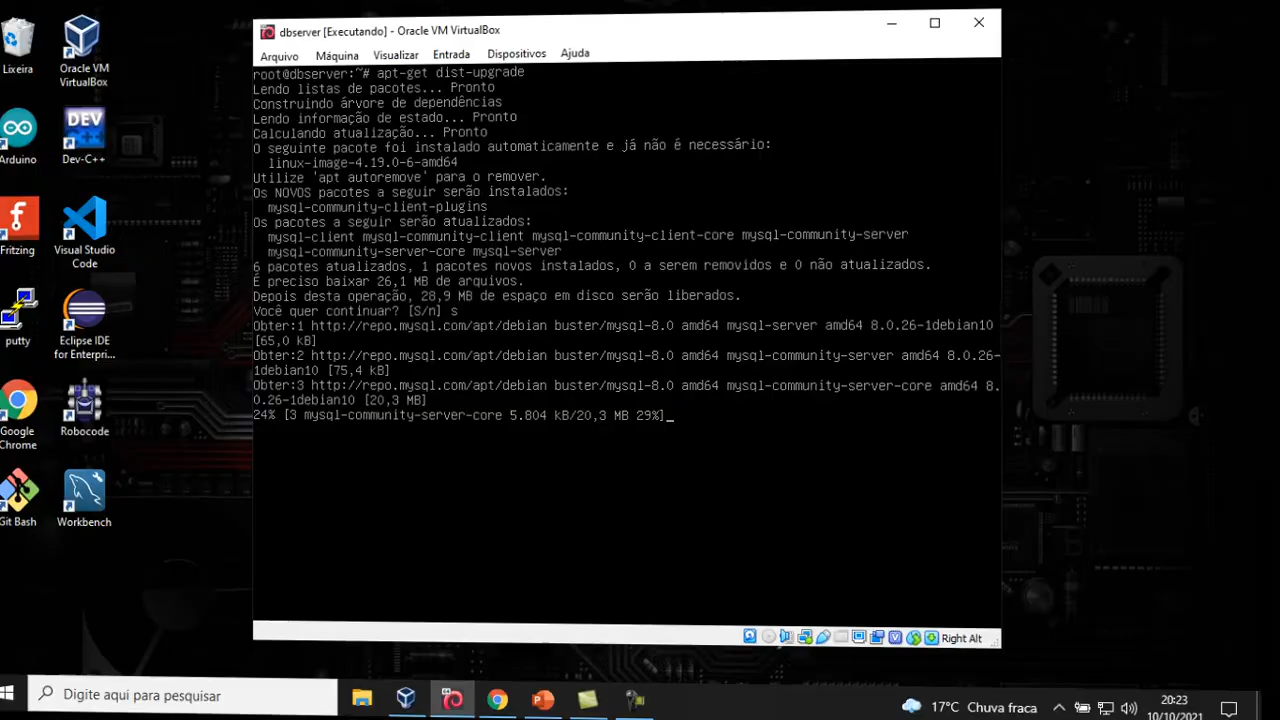 dbserver [Executando] - Oracle VM VirtualBox
Arquivo Máquina Visualizar Entrada Dispositivos Ajuda
root@dbserver:~# apt-get dist-upgrade
Lendo listas de pacotes... Pronto
Construindo árvore de dependências
Lendo informação de estado... Pronto
Calculando atualização... Pronto
O seguinte pacote foi instalado automaticamente e já não é necessário:
linux-image-4.19.0-6-amd64
Utilize 'apt autoremove' para o remover.
Os NOVOS pacotes a seguir serão instalados:
mysql-community-client-plugins
Os pacotes a seguir serão atualizados:
mysql-client mysql-community-client mysql-community-client-core mysql-community-server
mysql-community-server-core mysql-server
6 pacotes atualizados, 1 pacotes novos instalados, 0 a serem removidos e 0 não atualizados.
É preciso baixar 26,1 MB de arquivos.
Depois desta operação, 28,9 MB de espaço em disco serão liberados.
Você quer continuar? [S/n] s
Obter:1 http://repo.mysql.com/apt/debian buster/mysql-8.0 amd64 mysql-server amd64 8.0.26-1debian10
[65,0 kB]
Obter:2 http://repo.mysql.com/apt/debian buster/mysql-8.0 amd64 mysql-community-server amd64 8.0.26-
1debian10 [75,4 kB]
Obter:3 http://repo.mysql.com/apt/debian buster/mysql-8.0 amd64 mysql-community-server-core amd64 8.
0.26-1debian10 [20,3 MB]
24% [3 mysql-community-server-core 5.804 kB/20,3 MB 29%]_
Right Alt
Lixeira
Oracle VM
VirtualBox
Arduino
DEV
Dev-C++
Fritzing
Visual Studio
Code
putty
Eclipse IDE
for Enterpri...
Google
Chrome
Robocode
Git Bash
Workbench
Digite aqui para pesquisar
17°C Chuva fraca
20:23
10/10/2021